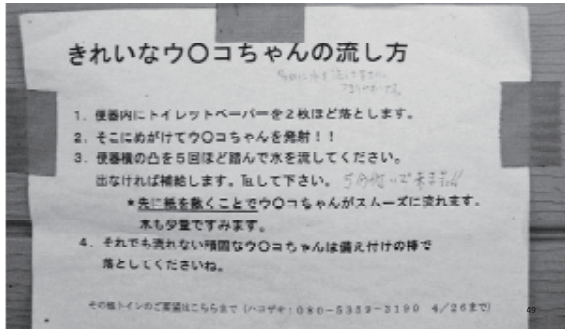 きれいなウ〇コちゃんの流し方
1. 便器内にトイレットペーパーを2枚ほど落とします。
2. そこにめがけてウ〇コちゃんを発射！！
3. 便器横の凸を5回ほど踏んで水を流してください。
出なければ補給します。℡して下さい。
*先に紙を敷くことでウ〇コちゃんがスムーズに流れます。
水も少量ですみます。
4. それでも流れない頑固なウ〇コちゃんは備え付けの棒で
落としてくださいね。
その他トイレのご要望はこちらまで（ハコザキ：080-5339-3190 4/26まで）
49